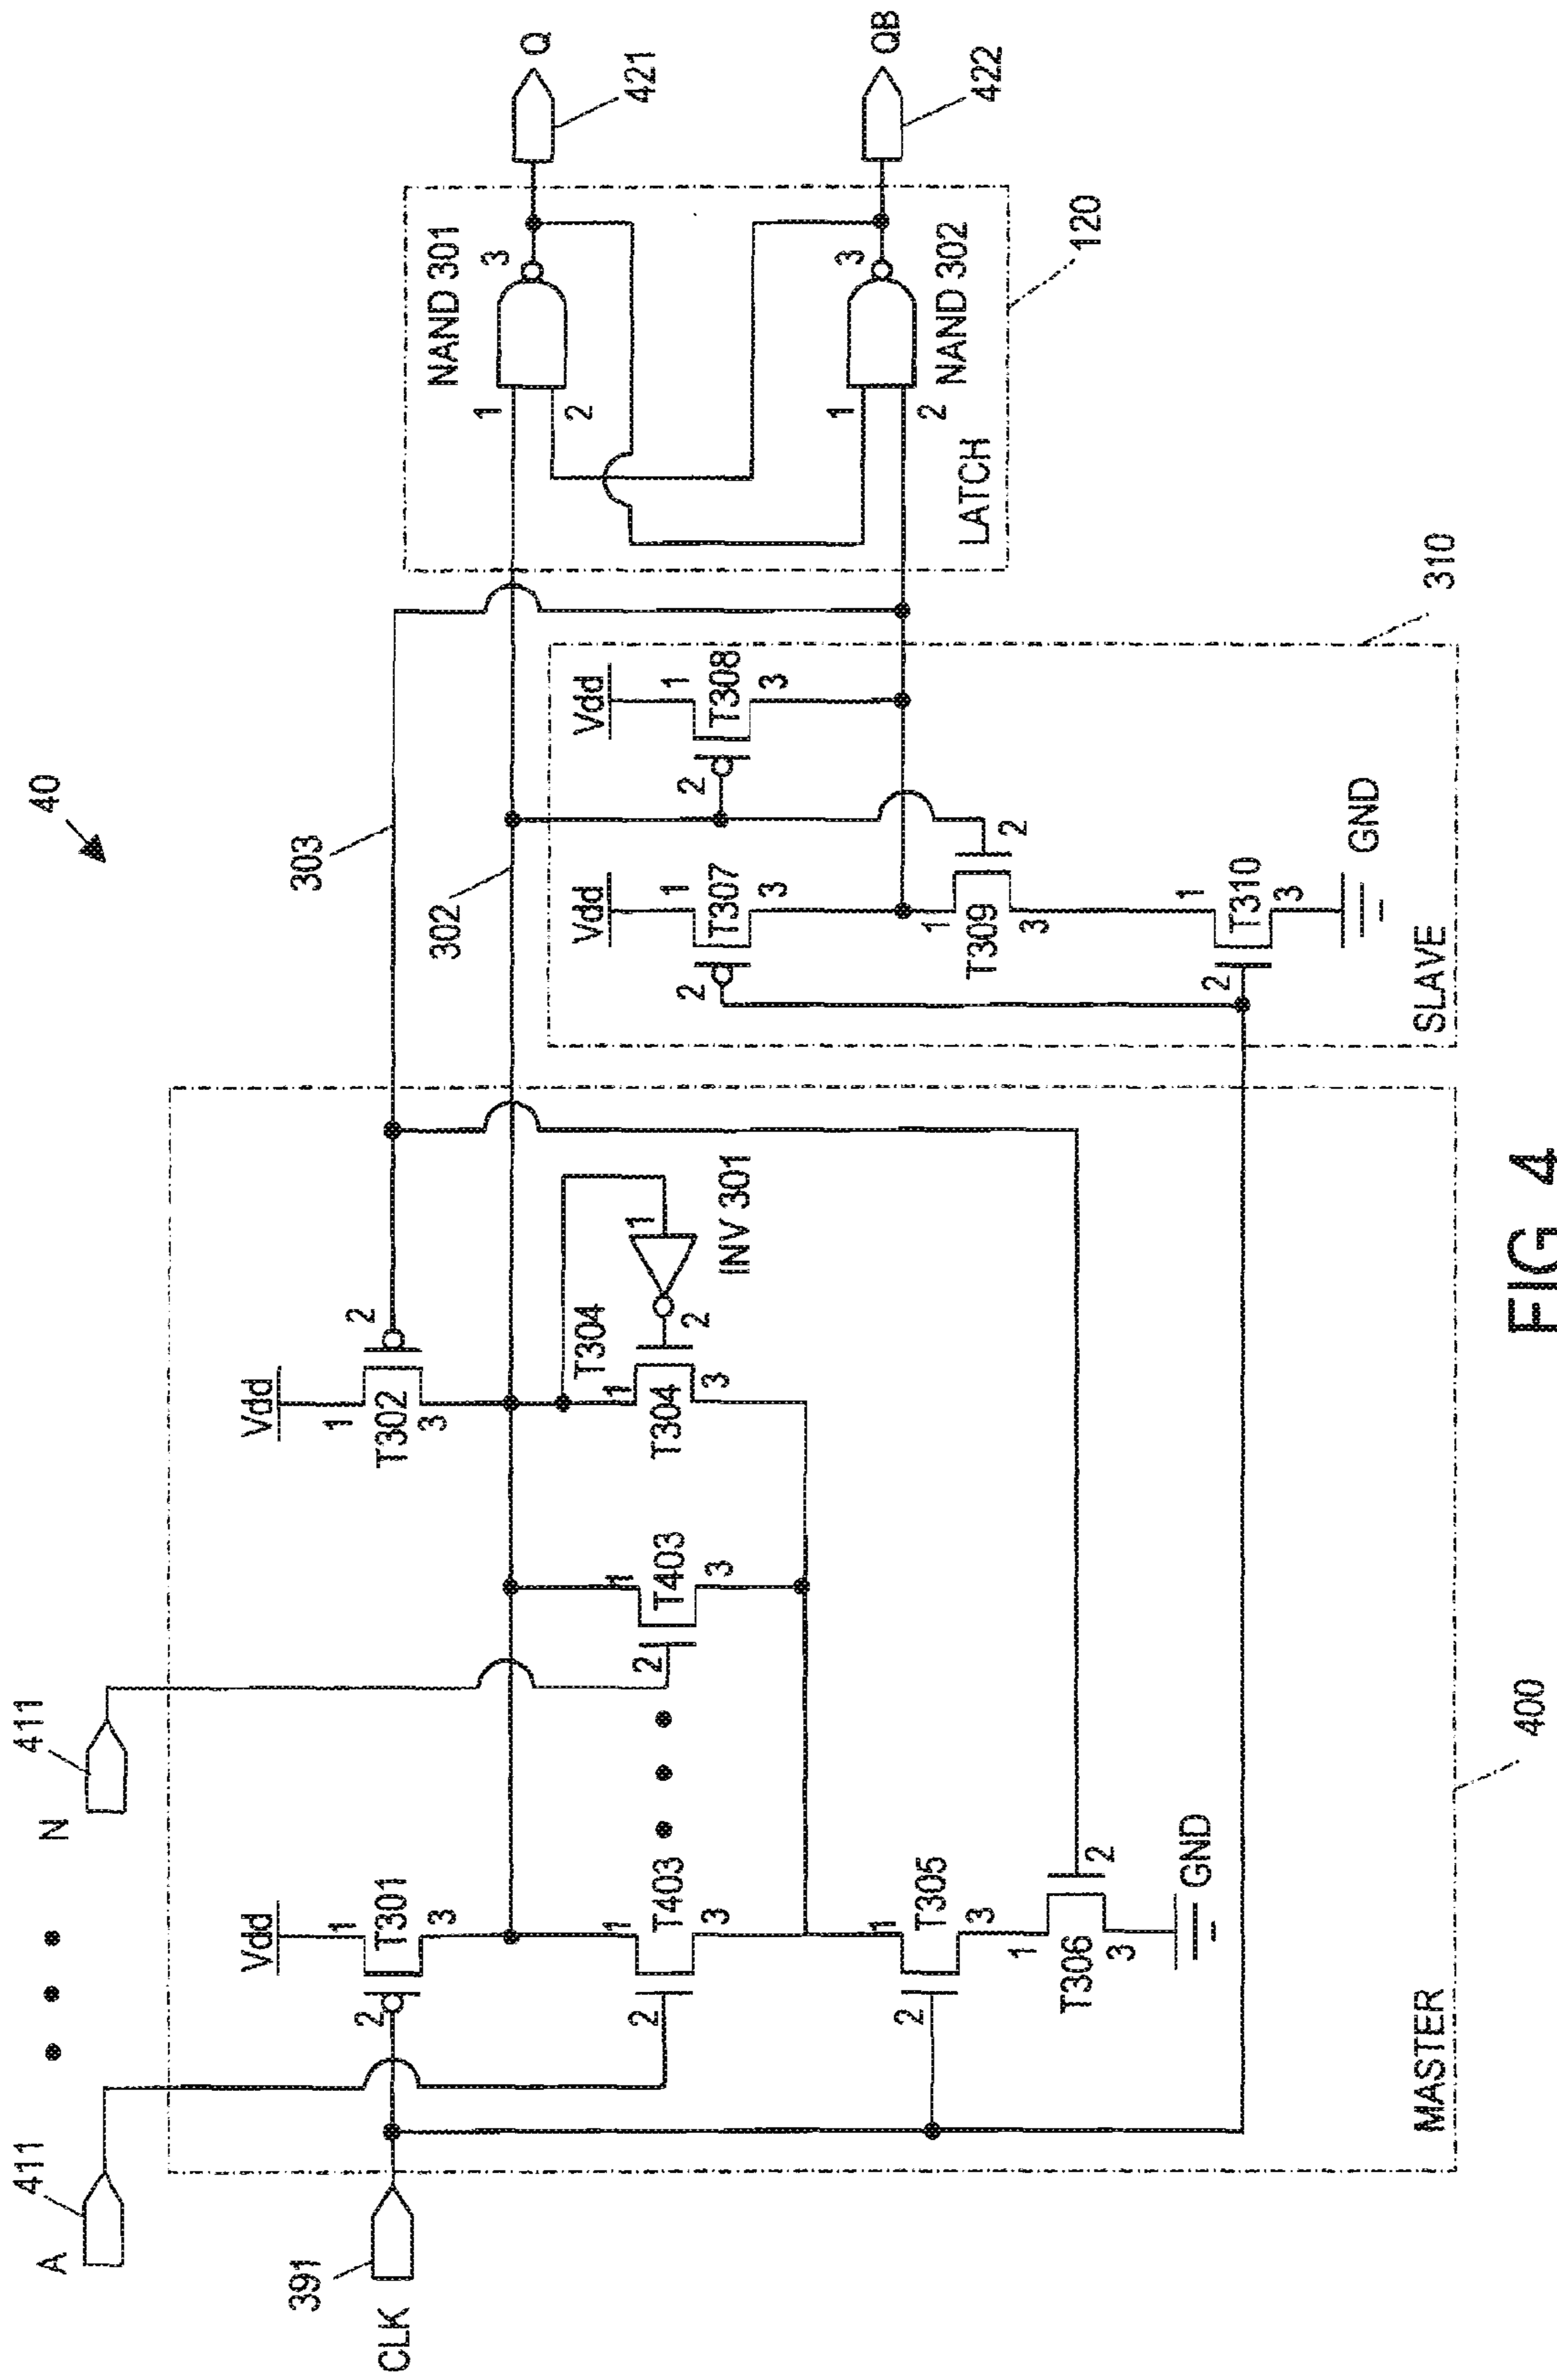 40
A
411
N
411
CLK
391
303
302
Vdd
1
2
T301
3
Vdd
1
2
T302
3
1
2
T403
3
1
2
T403
3
T304
1
2
T304
3
1
INV 301
1
2
T305
3
1
2
T306
3
GND
MASTER
400
Vdd
1
2
T307
3
Vdd
1
2
T308
3
1
2
T309
3
1
2
T310
3
GND
SLAVE
310
NAND 301
1
2
3
NAND 302
1
2
3
LATCH
120
Q
421
QB
422
FIG. 4